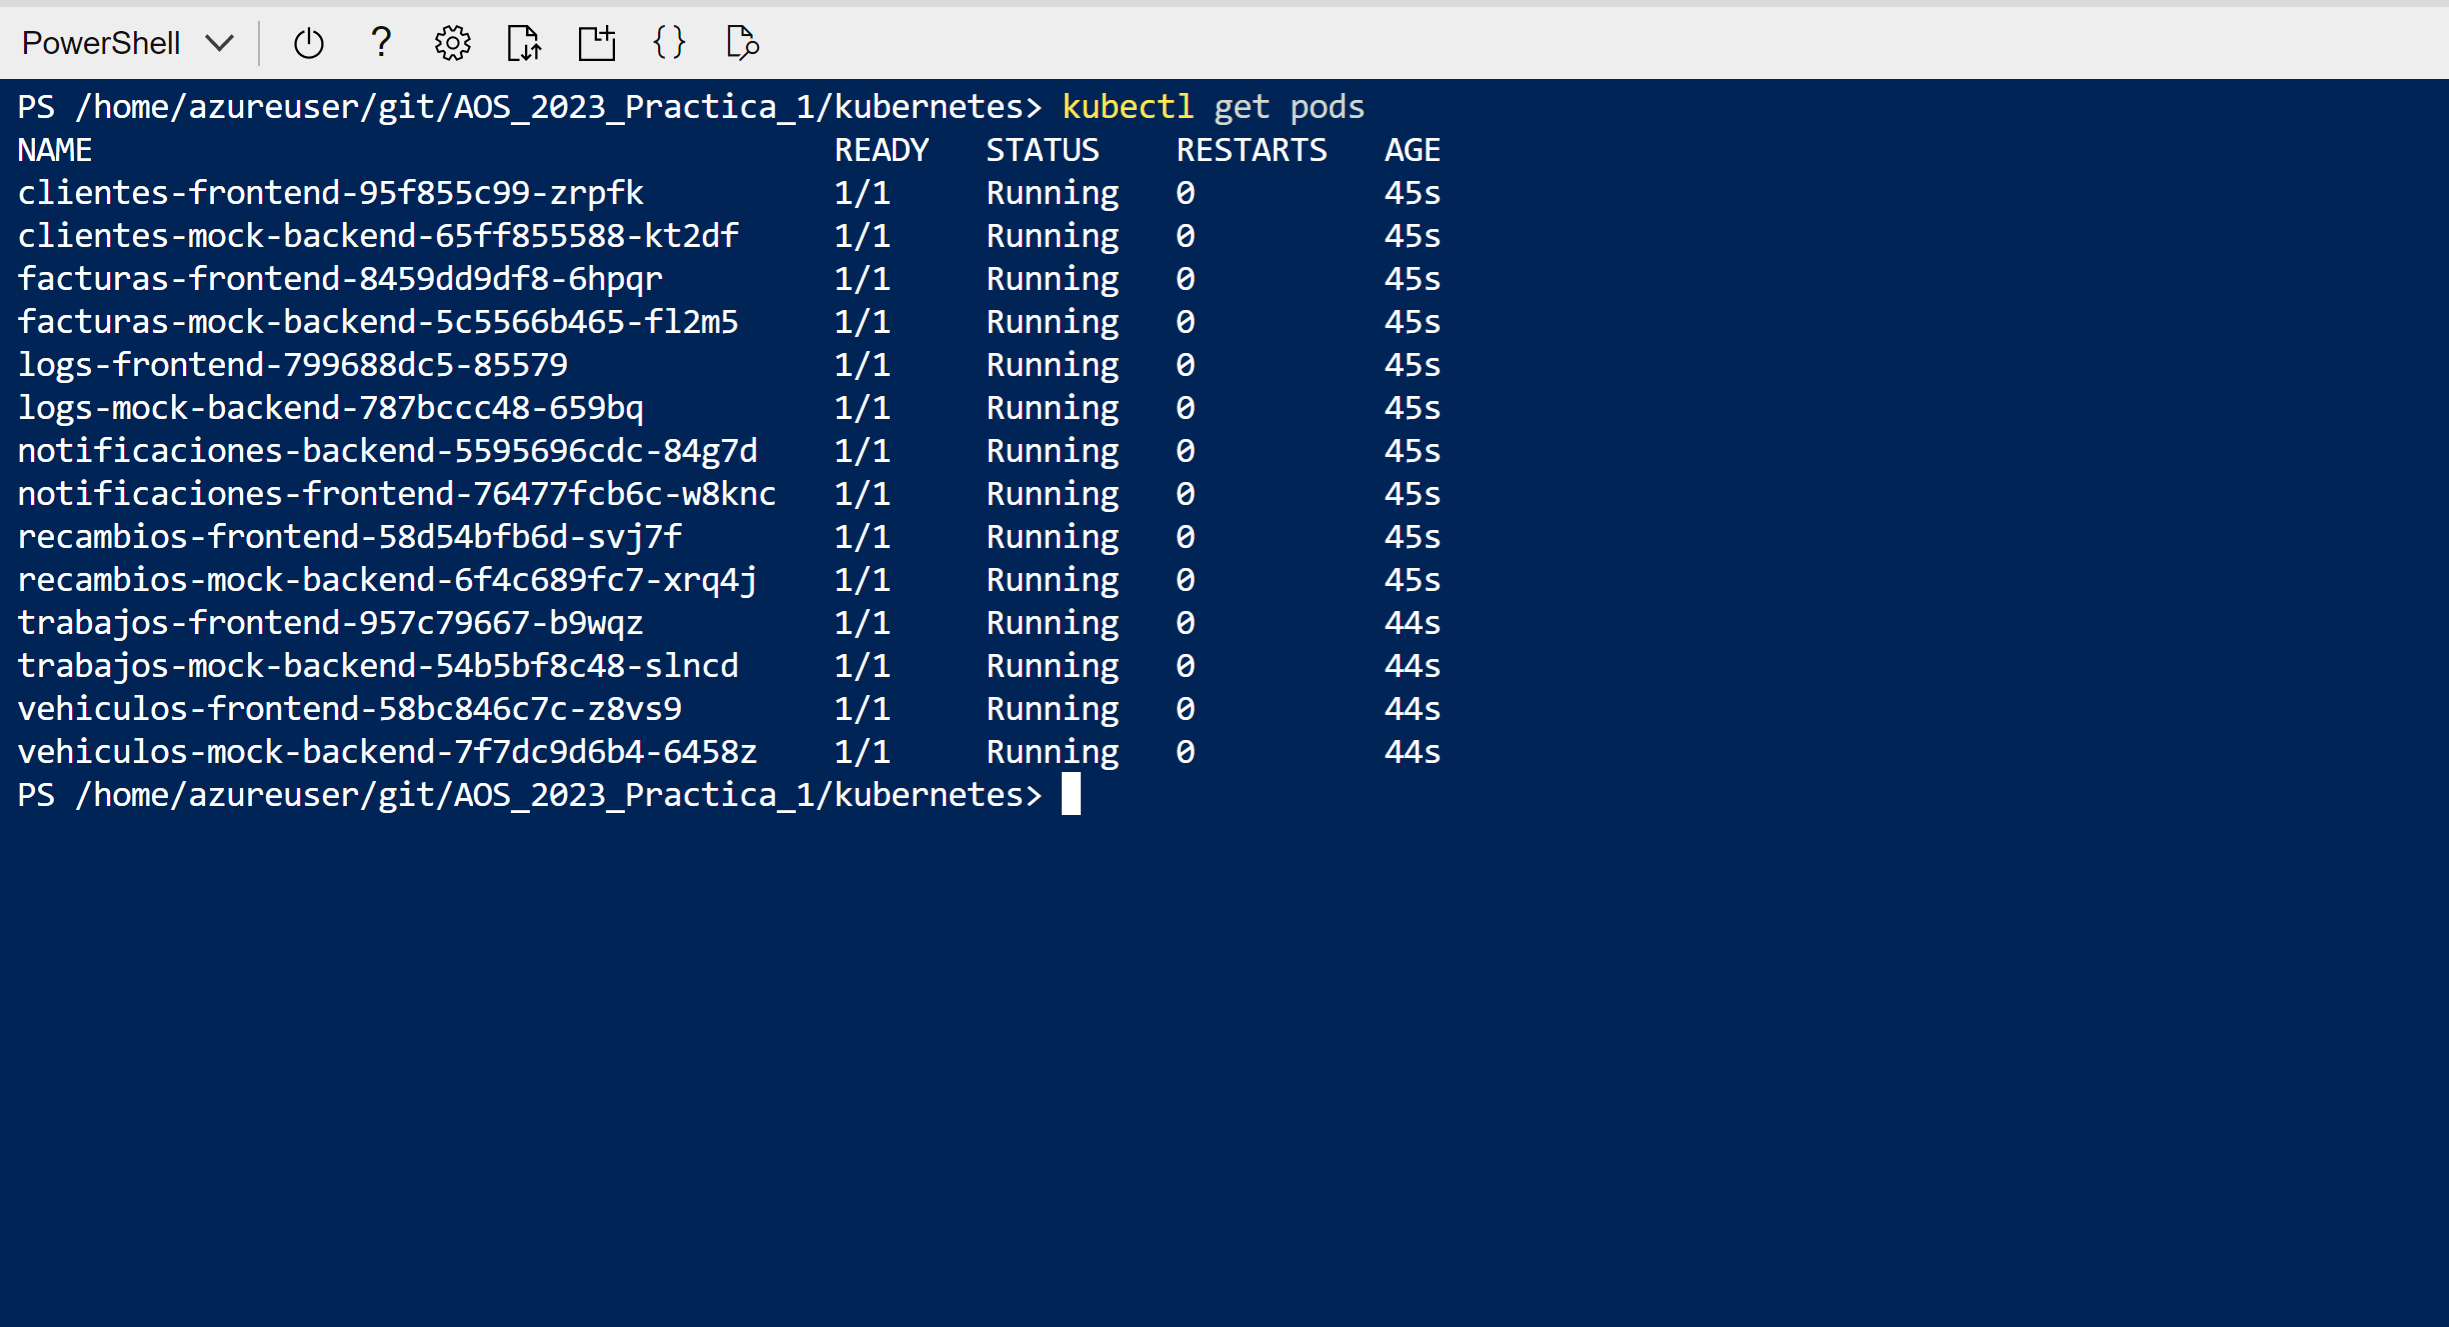 PowerShell
PS /home/azureuser/git/AOS_2023_Practica_1/kubernetes> kubectl get pods
NAME READY STATUS RESTARTS AGE
clientes-frontend-95f855c99-zrpfk 1/1 Running 0 45s
clientes-mock-backend-65ff855588-kt2df 1/1 Running 0 45s
facturas-frontend-8459dd9df8-6hpqr 1/1 Running 0 45s
facturas-mock-backend-5c5566b465-fl2m5 1/1 Running 0 45s
logs-frontend-799688dc5-85579 1/1 Running 0 45s
logs-mock-backend-787bccc48-659bq 1/1 Running 0 45s
notificaciones-backend-5595696cdc-84g7d 1/1 Running 0 45s
notificaciones-frontend-76477fcb6c-w8knc 1/1 Running 0 45s
recambios-frontend-58d54bfb6d-svj7f 1/1 Running 0 45s
recambios-mock-backend-6f4c689fc7-xrq4j 1/1 Running 0 45s
trabajos-frontend-957c79667-b9wqz 1/1 Running 0 44s
trabajos-mock-backend-54b5bf8c48-slncd 1/1 Running 0 44s
vehiculos-frontend-58bc846c7c-z8vs9 1/1 Running 0 44s
vehiculos-mock-backend-7f7dc9d6b4-6458z 1/1 Running 0 44s
PS /home/azureuser/git/AOS_2023_Practica_1/kubernetes>